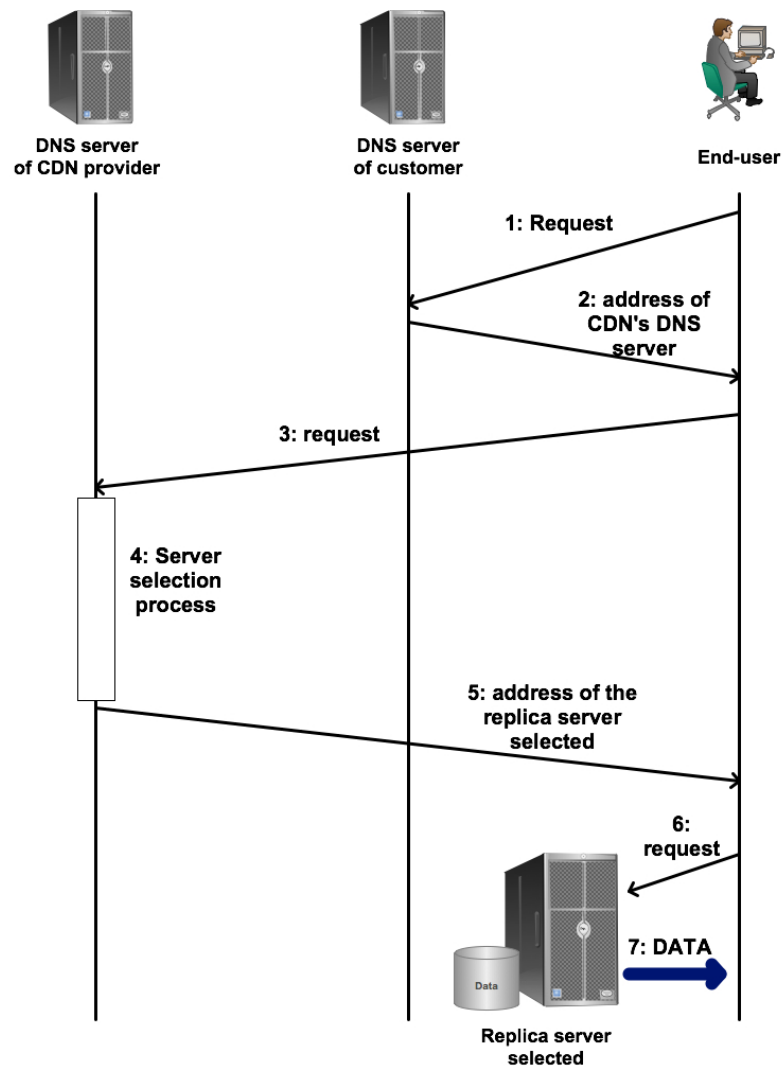 DNS server
of CDN provider
DNS server
of customer
End-user
1: Request
2: address of
CDN's DNS
server
3: request
4: Server
selection
process
5: address of the
replica server
selected
6:
request
7: DATA
Data
Replica server
selected